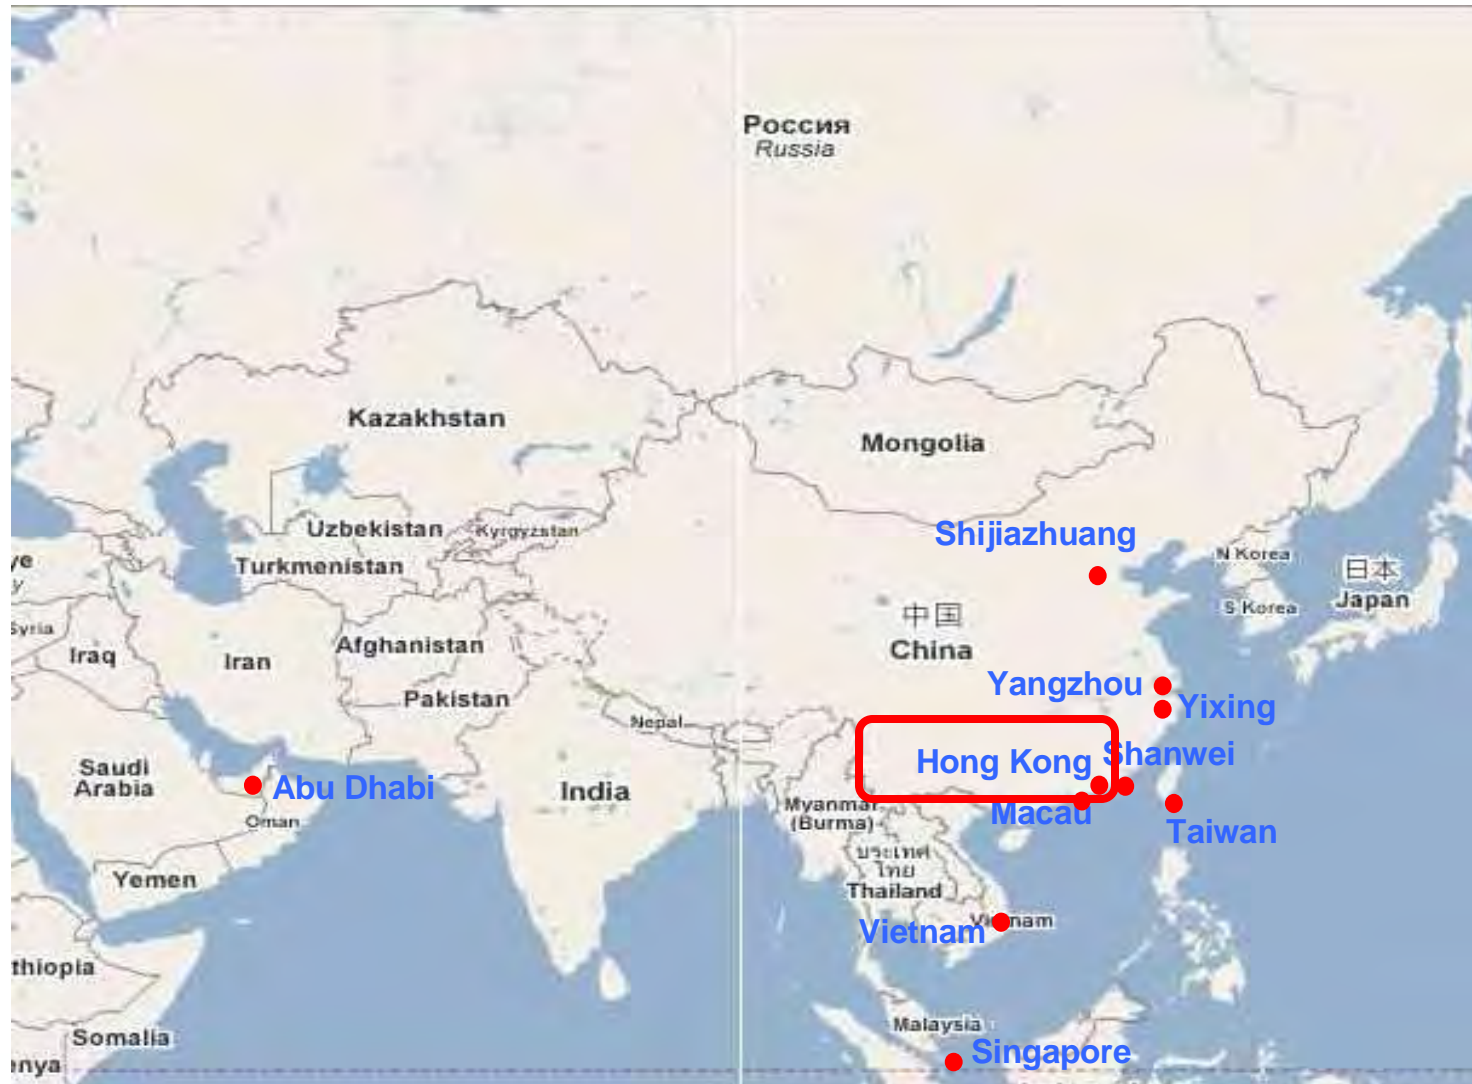 Россия
Russia
Kazakhstan
Mongolia
Uzbekistan
Kyrgyzstan
Shijiazhuang
N Korea
ye
y
Turkmenistan
日本
Japan
S Korea
中国
China
Syria
Iraq
Iran
Afghanistan
Pakistan
Yangzhou
Yixing
Nepal
Hong Kong
Shanwei
Saudi
Arabia
Abu Dhabi
India
Myanmar
(Burma)
Macau
Taiwan
Oman
ประเทศ
ไทย
Thailand
Yemen
Vietnam
Vietnam
thiopia
Malaysia
Somalia
Singapore
enya